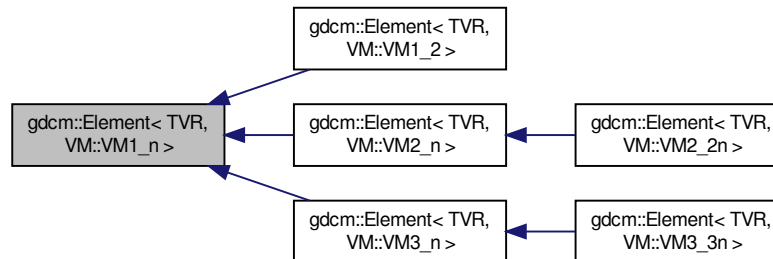 gdcm::Element< TVR,
VM::VM1_2 >
gdcm::Element< TVR,
VM::VM1_n >
gdcm::Element< TVR,
VM::VM2_n >
gdcm::Element< TVR,
VM::VM2_2n >
gdcm::Element< TVR,
VM::VM3_n >
gdcm::Element< TVR,
VM::VM3_3n >